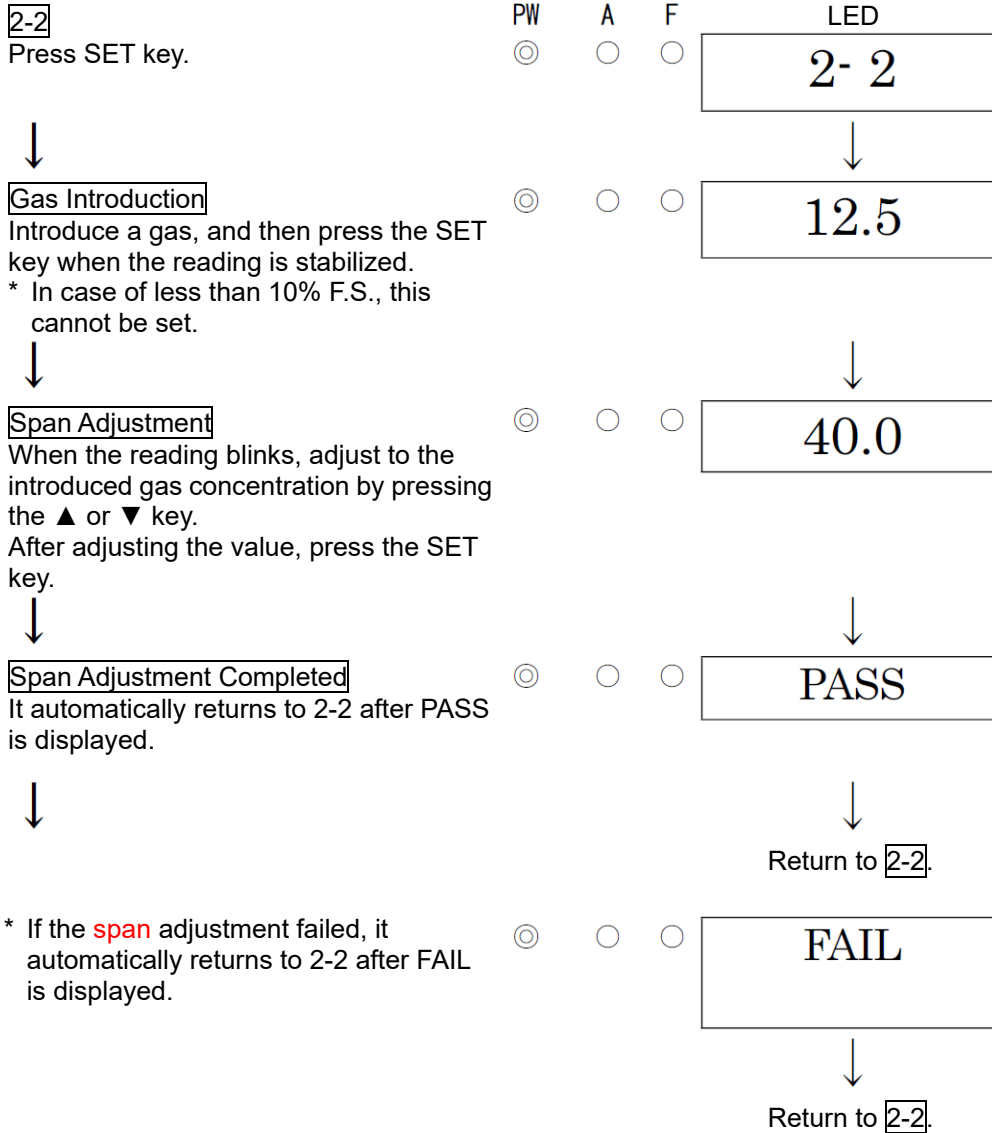 2-2
PW A F LED
Press SET key.
2- 2
Gas Introduction
12.5
Introduce a gas, and then press the SET
key when the reading is stabilized.
* In case of less than 10% F.S., this
cannot be set.
Span Adjustment
40.0
When the reading blinks, adjust to the
introduced gas concentration by pressing
the ▲ or ▼ key.
After adjusting the value, press the SET
key.
Span Adjustment Completed
PASS
It automatically returns to 2-2 after PASS
is displayed.
Return to 2-2.
* If the span adjustment failed, it
automatically returns to 2-2 after FAIL
is displayed.
FAIL
Return to 2-2.